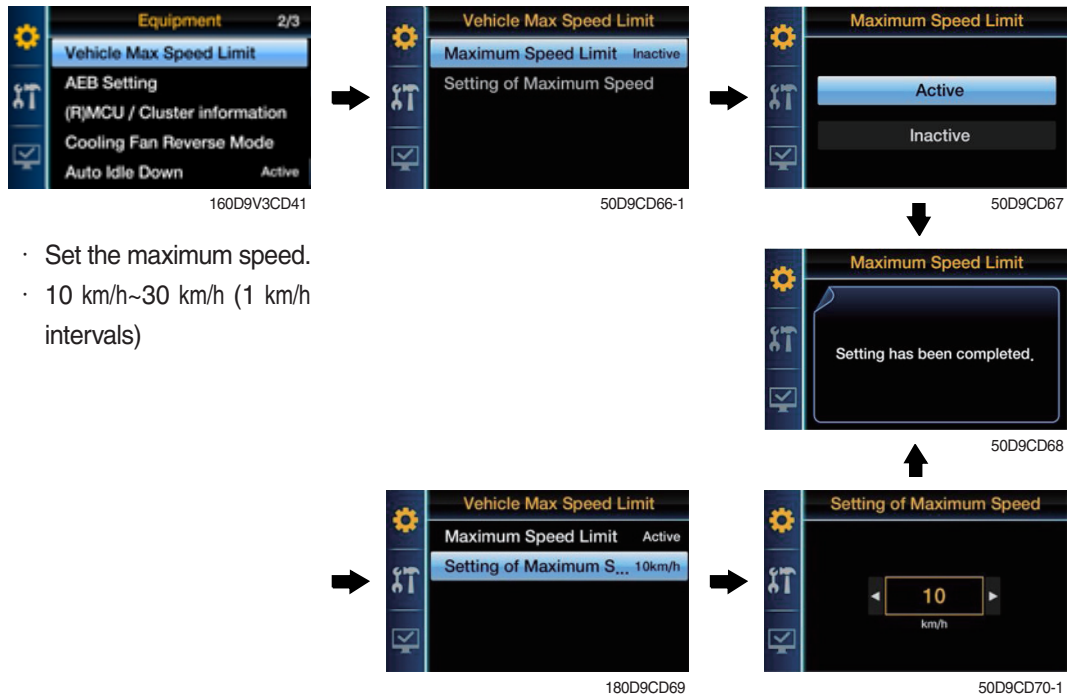 Equipment 2/3
Vehicle Max Speed Limit
AEB Setting
(R)MCU / Cluster information
Cooling Fan Reverse Mode
Auto Idle Down Active
160D9V3CD41
Vehicle Max Speed Limit
Maximum Speed Limit Inactive
Setting of Maximum Speed
50D9CD66-1
Maximum Speed Limit
Active
Inactive
50D9CD67
· Set the maximum speed.
· 10 km/h~30 km/h (1 km/h
intervals)
Maximum Speed Limit
Setting has been completed.
50D9CD68
Vehicle Max Speed Limit
Maximum Speed Limit Active
Setting of Maximum S... 10km/h
180D9CD69
Setting of Maximum Speed
10
km/h
50D9CD70-1